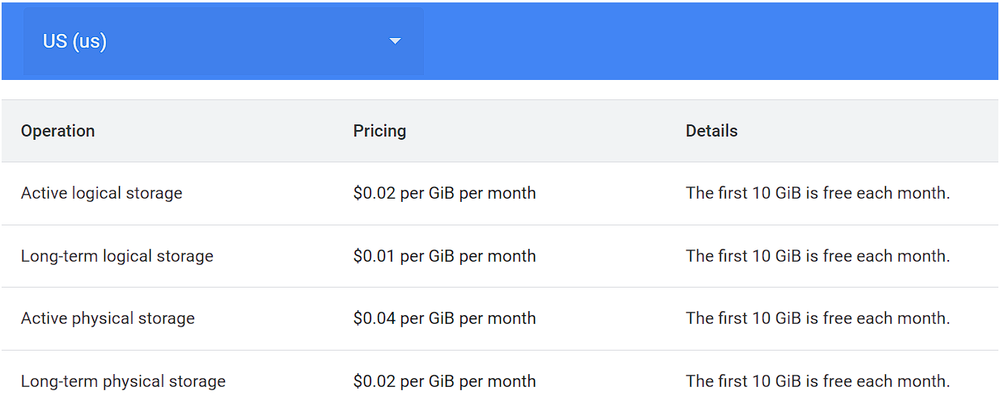 US (us)
Operation Pricing Details
Active logical storage $0.02 per GiB per month The first 10 GiB is free each month.
Long-term logical storage $0.01 per GiB per month The first 10 GiB is free each month.
Active physical storage $0.04 per GiB per month The first 10 GiB is free each month.
Long-term physical storage $0.02 per GiB per month The first 10 GiB is free each month.